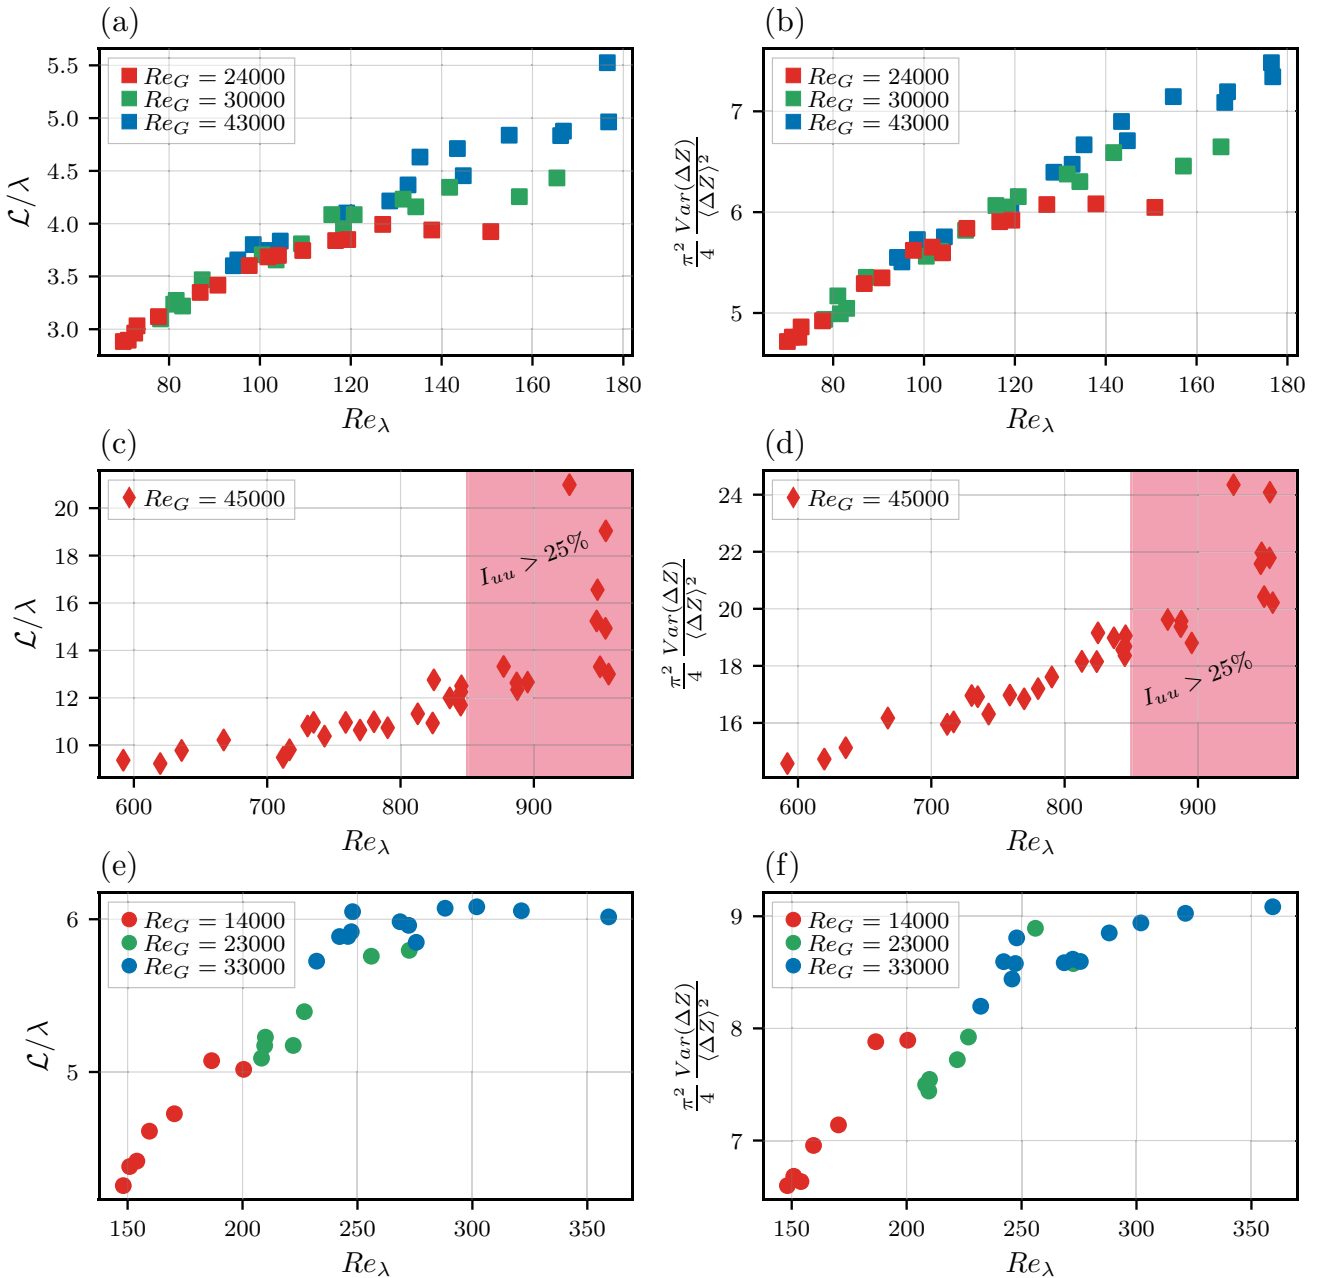 (a)
5.5
5.0
4.5
4.0
3.5
3.0
ℒ/λ
Re_G = 24000
Re_G = 30000
Re_G = 43000
80 100 120 140 160 180
Re_λ
(b)
7
6
5
π²/4 Var(ΔZ)/⟨ΔZ⟩²
Re_G = 24000
Re_G = 30000
Re_G = 43000
80 100 120 140 160 180
Re_λ
(c)
20
18
16
14
12
10
ℒ/λ
Re_G = 45000
I_uu > 25%
600 700 800 900
Re_λ
(d)
24
22
20
18
16
π²/4 Var(ΔZ)/⟨ΔZ⟩²
Re_G = 45000
I_uu > 25%
600 700 800 900
Re_λ
(e)
6
5
ℒ/λ
Re_G = 14000
Re_G = 23000
Re_G = 33000
150 200 250 300 350
Re_λ
(f)
9
8
7
π²/4 Var(ΔZ)/⟨ΔZ⟩²
Re_G = 14000
Re_G = 23000
Re_G = 33000
150 200 250 300 350
Re_λ